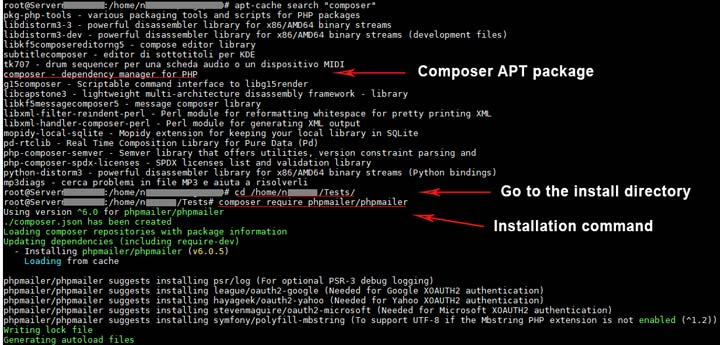 root@Server :/home/n # apt-cache search "composer"
pkg-php-tools - various packaging tools and scripts for PHP packages
libdistorm-3 - powerful disassembler library for x86/AMD64 binary streams
libdistorm-dev - powerful disassembler library for x86/AMD64 binary streams (development files)
libkf5composereditorng5 - compose editor library
subtitlecomposer - editor di sottotitoli per KDE
tk707 - drum sequencer per una scheda audio o un dispositivo MIDI
composer - dependency manager for PHP
Composer APT package
g15composer - Scriptable command interface to libg15render
libcapstone3 - lightweight multi-architecture disassembly framework - library
libkf5messagecomposer5 - message composer library
libxml-filter-reindent-perl - Perl module for reformatting whitespace for pretty printing XML
libxml-handler-composer-perl - Perl module for generating XML output
mopidy-local-sqlite - Mopidy extension for keeping your local library in SQLite
pd-rtclib - Real Time Composition Library for Pure Data (Pd)
php-composer-semver - Semver library that offers utilities, version constraint parsing and
php-composer-spdx-licenses - SPDX licenses list and validation library
python-distorm3 - powerful disassembler library for x86/AMD64 binary streams (Python bindings)
mp3diags - cerca problemi in file MP3 e aiuta a risolverli
root@Server :/home/n # cd /home/n /Tests/
Go to the install directory
root@Server :/home/n /Tests# composer require phpmailer/phpmailer
Installation command
Using version ^6.0 for phpmailer/phpmailer
./composer.json has been created
Loading composer repositories with package information
Updating dependencies (including require-dev)
- Installing phpmailer/phpmailer (v6.0.5)
Loading from cache
phpmailer/phpmailer suggests installing psr/log (For optional PSR-3 debug logging)
phpmailer/phpmailer suggests installing league/oauth2-google (Needed for Google XOAUTH2 authentication)
phpmailer/phpmailer suggests installing hayageek/oauth2-yahoo (Needed for Yahoo XOAUTH2 authentication)
phpmailer/phpmailer suggests installing stevenmaguire/oauth2-microsoft (Needed for Microsoft XOAUTH2 authentication)
phpmailer/phpmailer suggests installing symfony/polyfill-mbstring (To support UTF-8 if the Mbstring PHP extension is not enabled (^1.2))
Writing lock file
Generating autoload files